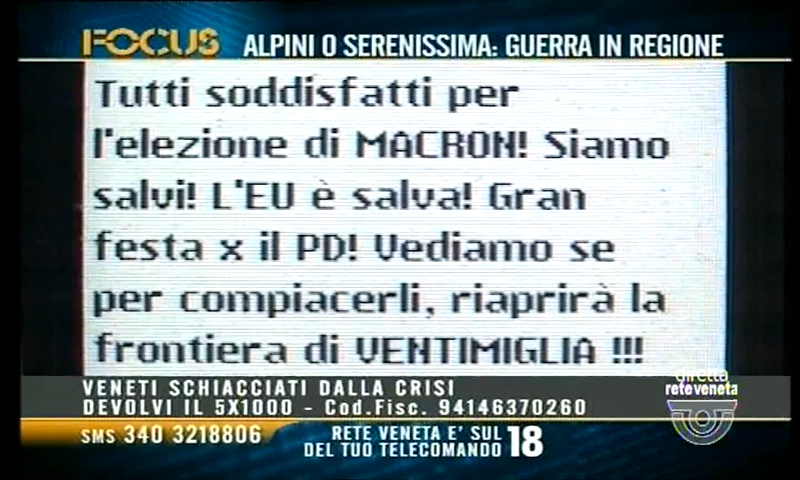 FOCUS ALPINI O SERENISSIMA: GUERRA IN REGIONE
Tutti soddisfatti per
l'elezione di MACRON! Siamo
salvi! L'EU è salva! Gran
festa x il PD! Vediamo se
per compiacerli, riaprirà la
frontiera di VENTIMIGLIA !!!
VENETI SCHIACCIATI DALLA CRISI
DEVOLVI IL 5X1000 - Cod.Fisc. 94146370260
diretta
reteveneta
SMS 340 3218806
RETE VENETA E' SUL
DEL TUO TELECOMANDO 18